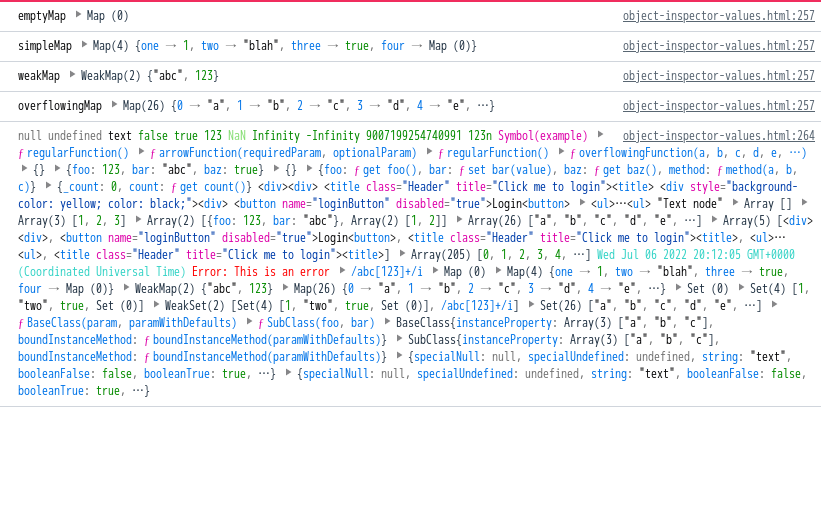 emptyMap Map (0) object-inspector-values.html:257
simpleMap Map(4) {one → 1, two → "blah", three → true, four → Map (0)} object-inspector-values.html:257
weakMap WeakMap(2) {"abc", 123} object-inspector-values.html:257
overflowingMap Map(26) {0 → "a", 1 → "b", 2 → "c", 3 → "d", 4 → "e", …} object-inspector-values.html:257
null undefined text false true 123 NaN Infinity -Infinity 9007199254740991 123n Symbol(example) object-inspector-values.html:264
ƒ regularFunction() ƒ arrowFunction(requiredParam, optionalParam) ƒ regularFunction() ƒ overflowingFunction(a, b, c, d, e, …)
{} {foo: 123, bar: "abc", baz: true} {} {foo: ƒ get foo(), bar: ƒ set bar(value), baz: ƒ get baz(), method: ƒ method(a, b,
c)} {_count: 0, count: ƒ get count()} <div><div> <title class="Header" title="Click me to login"><title> <div style="background-
color: yellow; color: black;"><div> <button name="loginButton" disabled="true">Login<button> <ul>…<ul> "Text node" Array []
Array(3) [1, 2, 3] Array(2) [{foo: 123, bar: "abc"}, Array(2) [1, 2]] Array(26) ["a", "b", "c", "d", "e", …] Array(5) [<div>
<div>, <button name="loginButton" disabled="true">Login<button>, <title class="Header" title="Click me to login"><title>, <ul>…
<ul>, <title class="Header" title="Click me to login"><title>] Array(205) [0, 1, 2, 3, 4, …] Wed Jul 06 2022 20:12:05 GMT+0000
(Coordinated Universal Time) Error: This is an error /abc[123]+/i Map (0) Map(4) {one → 1, two → "blah", three → true,
four → Map (0)} WeakMap(2) {"abc", 123} Map(26) {0 → "a", 1 → "b", 2 → "c", 3 → "d", 4 → "e", …} Set (0) Set(4) [1,
"two", true, Set (0)] WeakSet(2) [Set(4) [1, "two", true, Set (0)], /abc[123]+/i] Set(26) ["a", "b", "c", "d", "e", …]
ƒ BaseClass(param, paramWithDefaults) ƒ SubClass(foo, bar) BaseClass{instanceProperty: Array(3) ["a", "b", "c"],
boundInstanceMethod: ƒ boundInstanceMethod(paramWithDefaults)} SubClass{instanceProperty: Array(3) ["a", "b", "c"],
boundInstanceMethod: ƒ boundInstanceMethod(paramWithDefaults)} {specialNull: null, specialUndefined: undefined, string: "text",
booleanFalse: false, booleanTrue: true, …} {specialNull: null, specialUndefined: undefined, string: "text", booleanFalse: false,
booleanTrue: true, …}